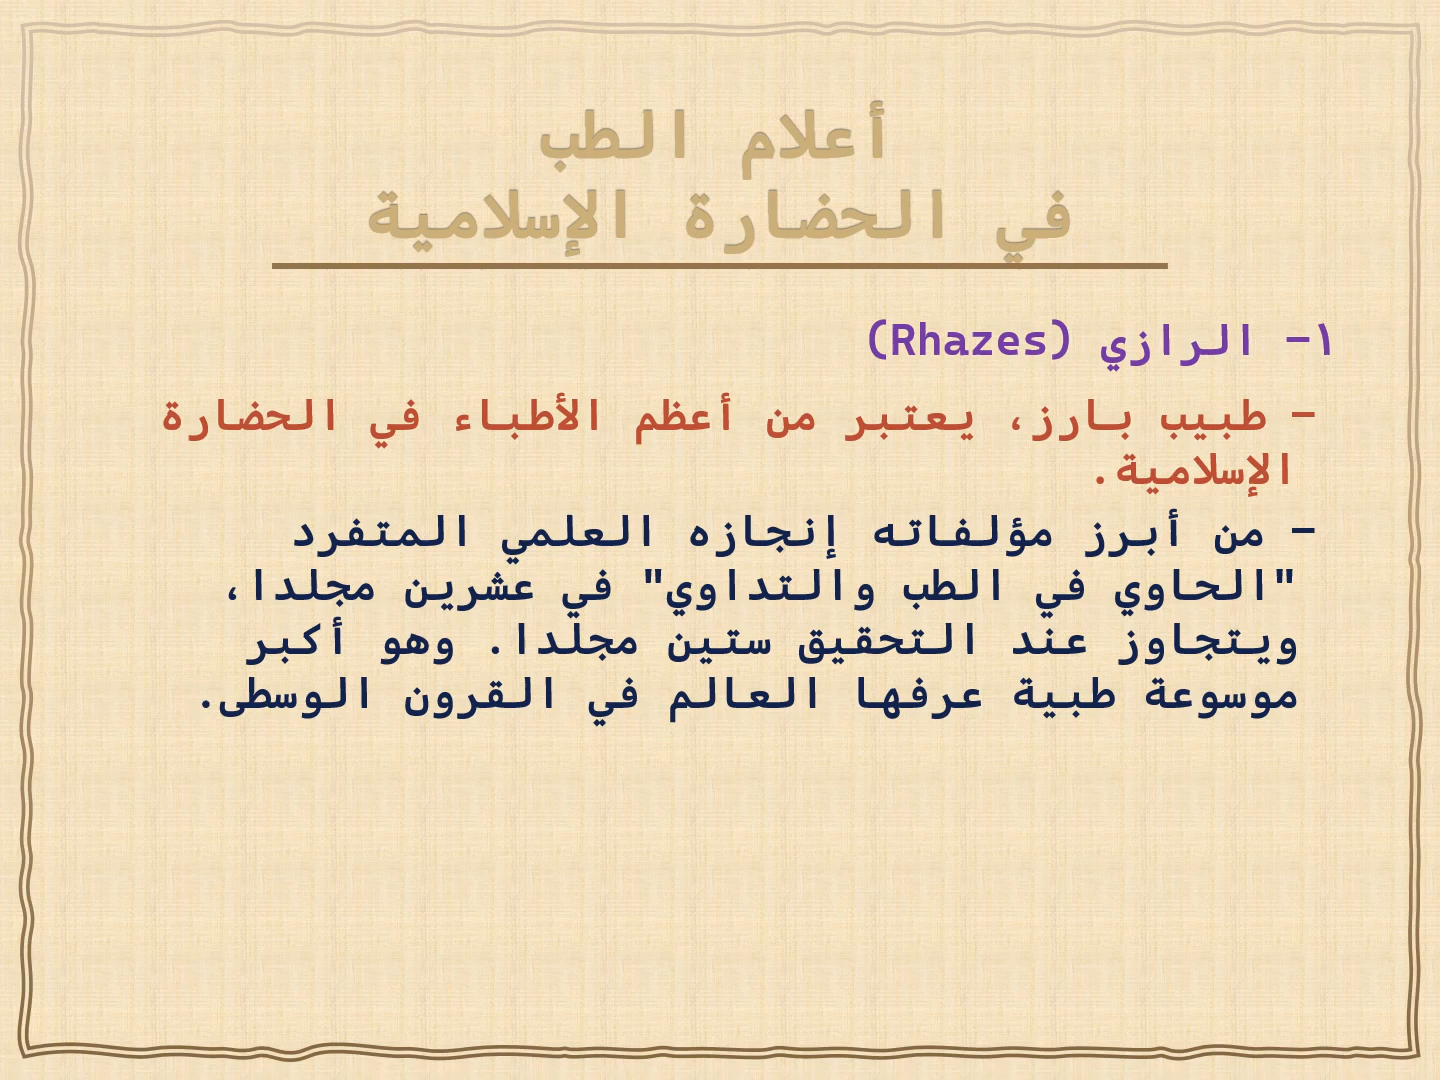 أعلام الطب
في الحضارة الإسلامية
١- الرازي (Rhazes)
- طبيب بارز، يعتبر من أعظم الأطباء في الحضارة
الإسلامية.
- من أبرز مؤلفاته إنجازه العلمي المتفرد
"الحاوي في الطب والتداوي" في عشرين مجلدا،
ويتجاوز عند التحقيق ستين مجلدا. وهو أكبر
موسوعة طبية عرفها العالم في القرون الوسطى.